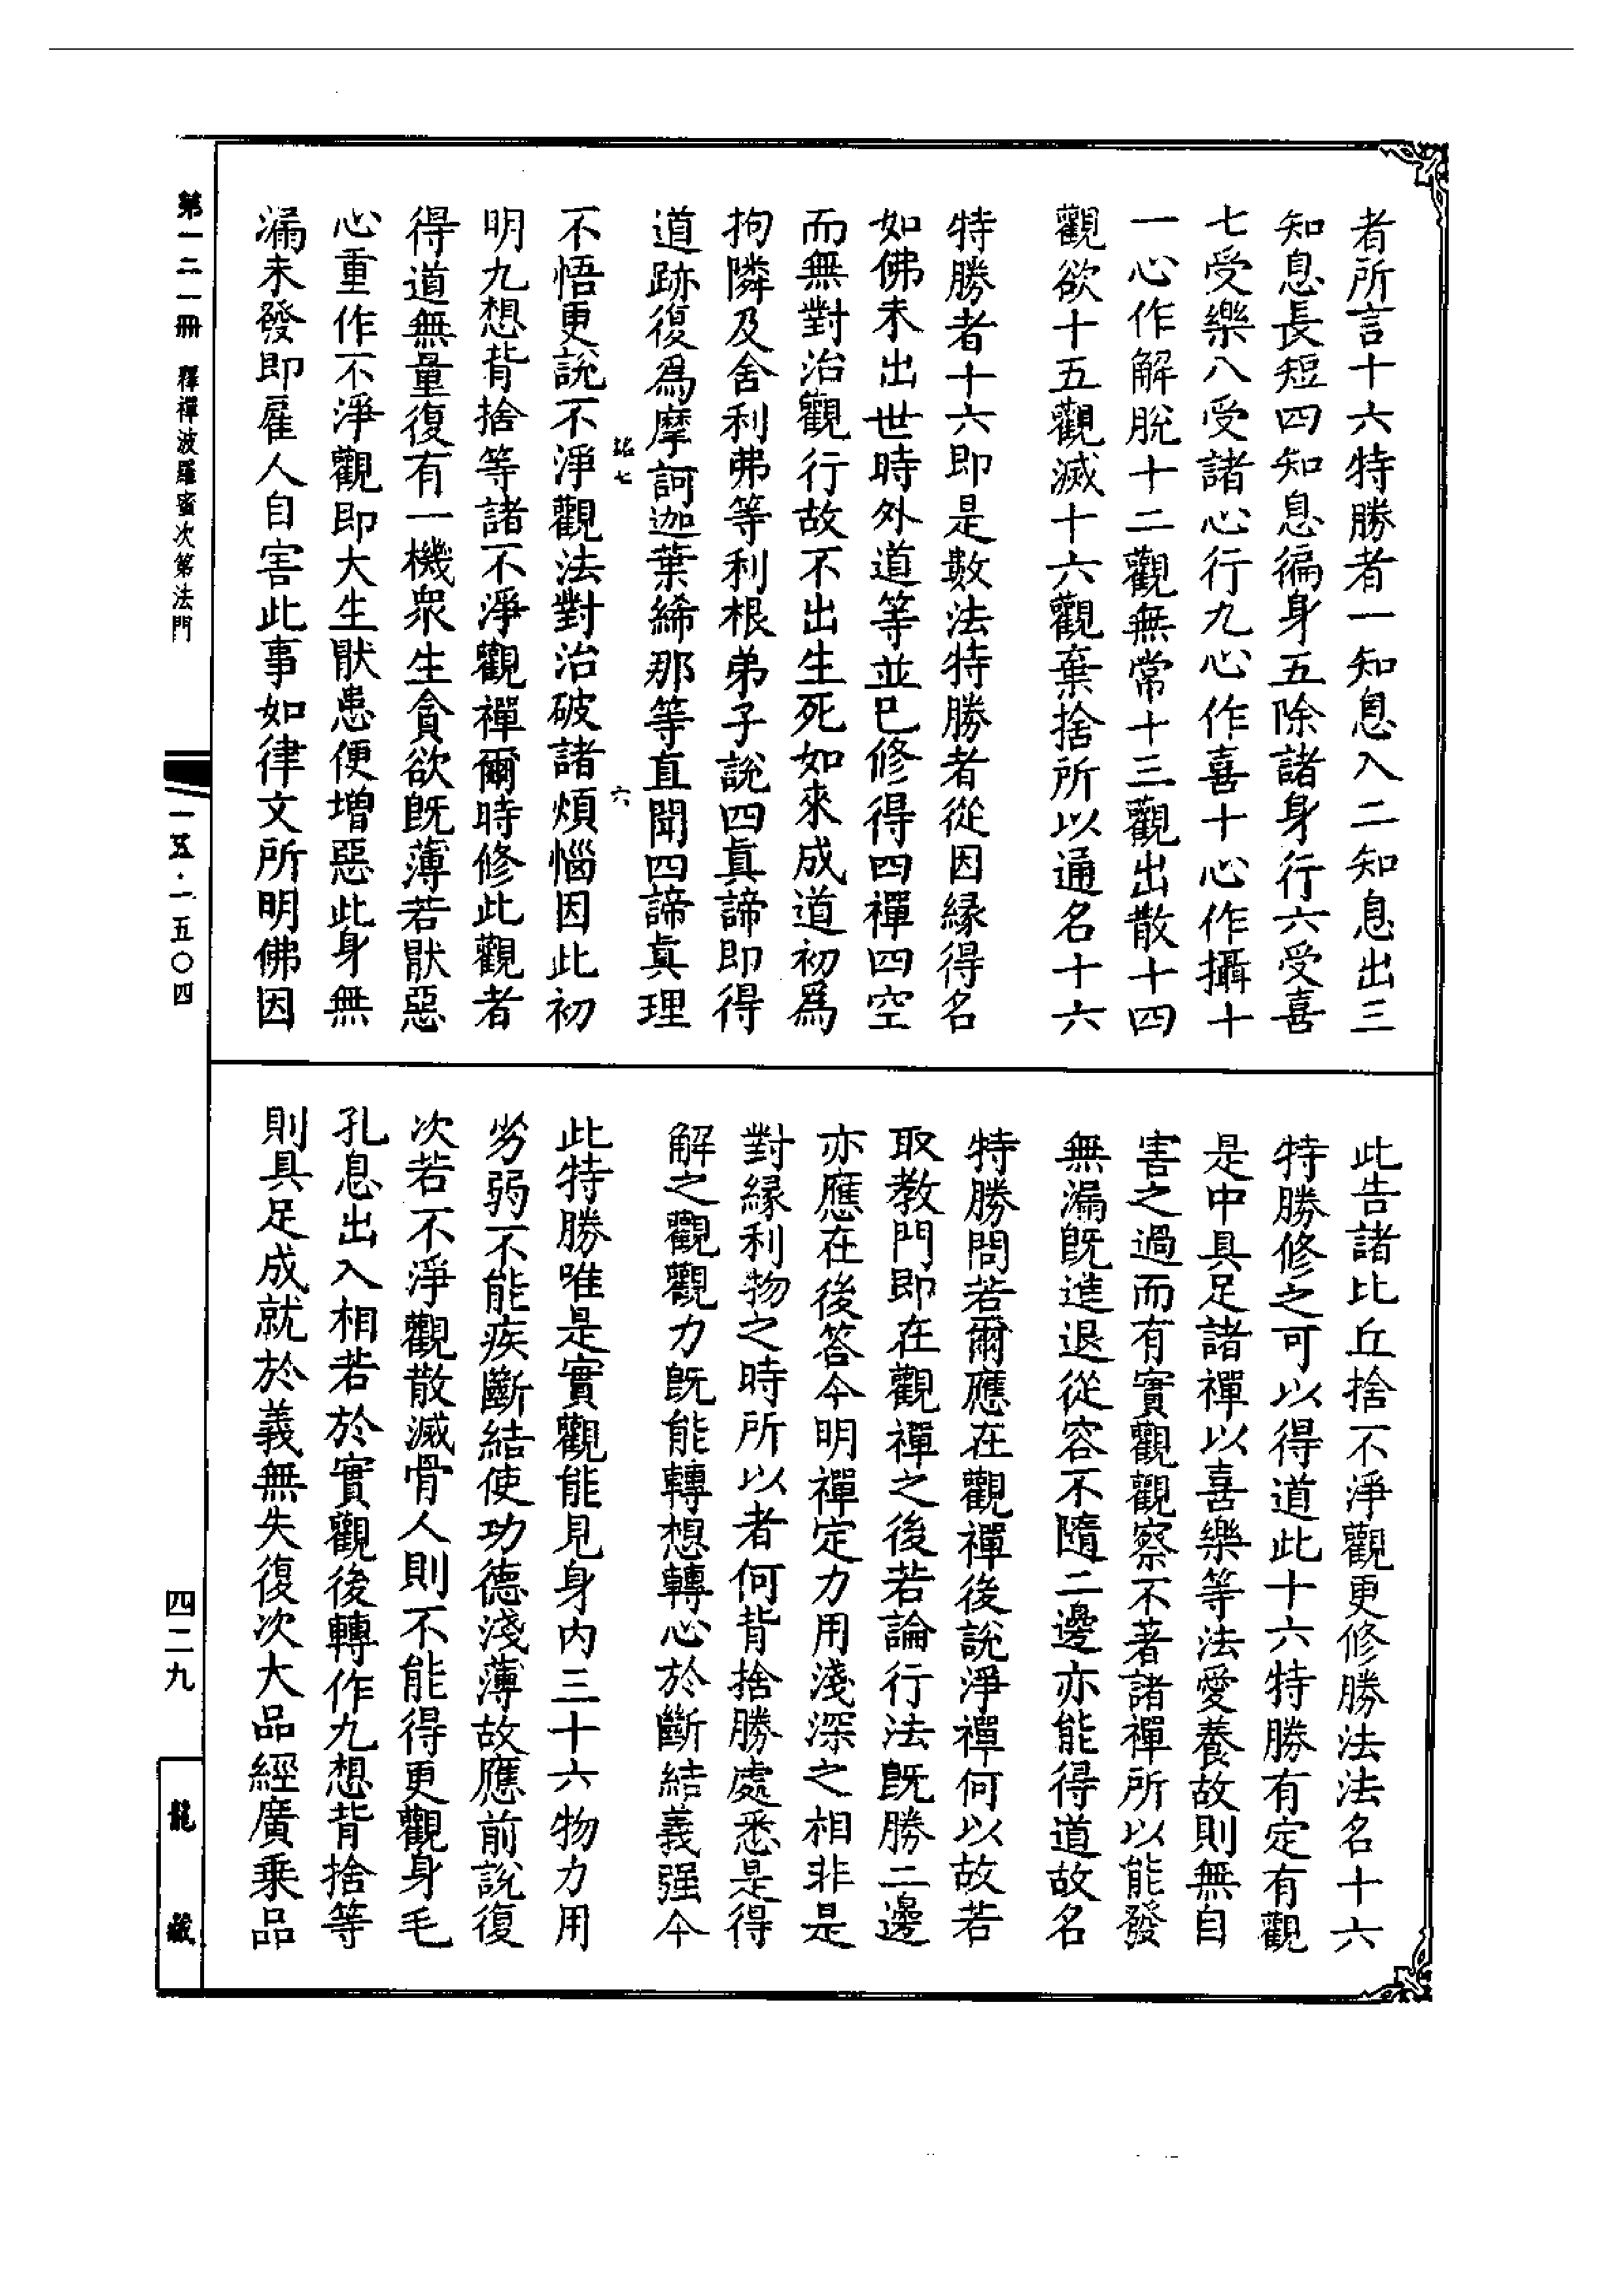 者所言十六特勝者一知息入二知息出三
知息長短四知息徧身五除諸身行六受喜
七受樂八受諸心行九心作喜十心作攝十
一心作解脫十二觀無常十三觀出散十四
觀欲十五觀滅十六觀棄捨所以通名十六
特勝者十六即是數法特勝者從因緣得名
如佛未出世時外道等並已修得四禪四空
而無對治觀行故不出生死如來成道初爲
拘隣及舍利弗等利根弟子說四眞諦即得
道跡復爲摩訶迦葉絺那等直聞四諦眞理
銘七
六
不悟更說不淨觀法對治破諸煩惱因此初
明九想背捨等諸不淨觀禪爾時修此觀者
得道無量復有一機衆生貪欲既薄若猒惡
心重作不淨觀即大生猒患便增惡此身無
漏未發即雇人自害此事如律文所明佛因
此告諸比丘捨不淨觀更修勝法法名十六
特勝修之可以得道此十六特勝有定有觀
是中具足諸禪以喜樂等法愛養故則無自
害之過而有實觀觀察不著諸禪所以能發
無漏既進退從容不隨二邊亦能得道故名
特勝問若爾應在觀禪後說淨禪何以故若
取教門即在觀禪之後若論行法既勝二邊
亦應在後答今明禪定力用淺深之相非是
對緣利物之時所以者何背捨勝處悉是得
解之觀觀力既能轉想轉心於斷結義强今
此特勝唯是實觀能見身內三十六物力用
劣弱不能疾斷結使功德淺薄故應前說復
次若不淨觀散滅骨人則不能得更觀身毛
孔息出入相若於實觀後轉作九想背捨等
則具足成就於義無失復次大品經廣乘品
第一二一冊 釋禪波羅蜜次第法門
一五·一五〇四
四二九
龍藏